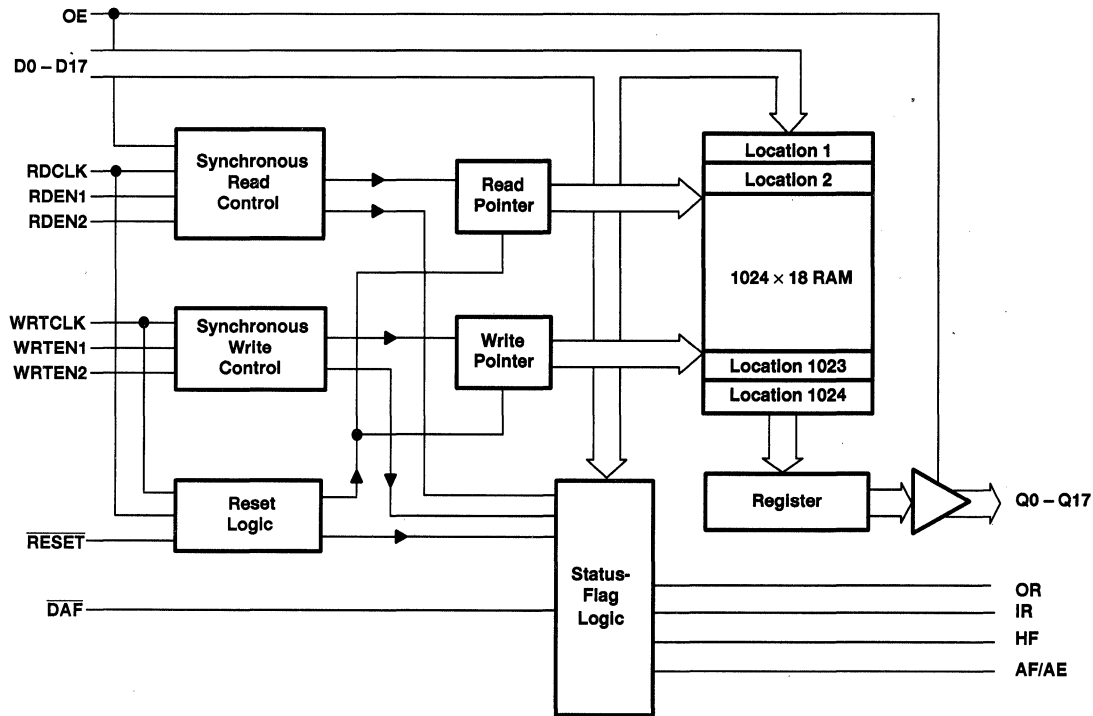 OE
D0 – D17
RDCLK
RDEN1
RDEN2
Synchronous
Read
Control
Read
Pointer
Location 1
Location 2
1024 × 18 RAM
Location 1023
Location 1024
WRTCLK
WRTEN1
WRTEN2
Synchronous
Write
Control
Write
Pointer
RESET
Reset
Logic
Register
Q0 – Q17
DAF
Status-
Flag
Logic
OR
IR
HF
AF/AE